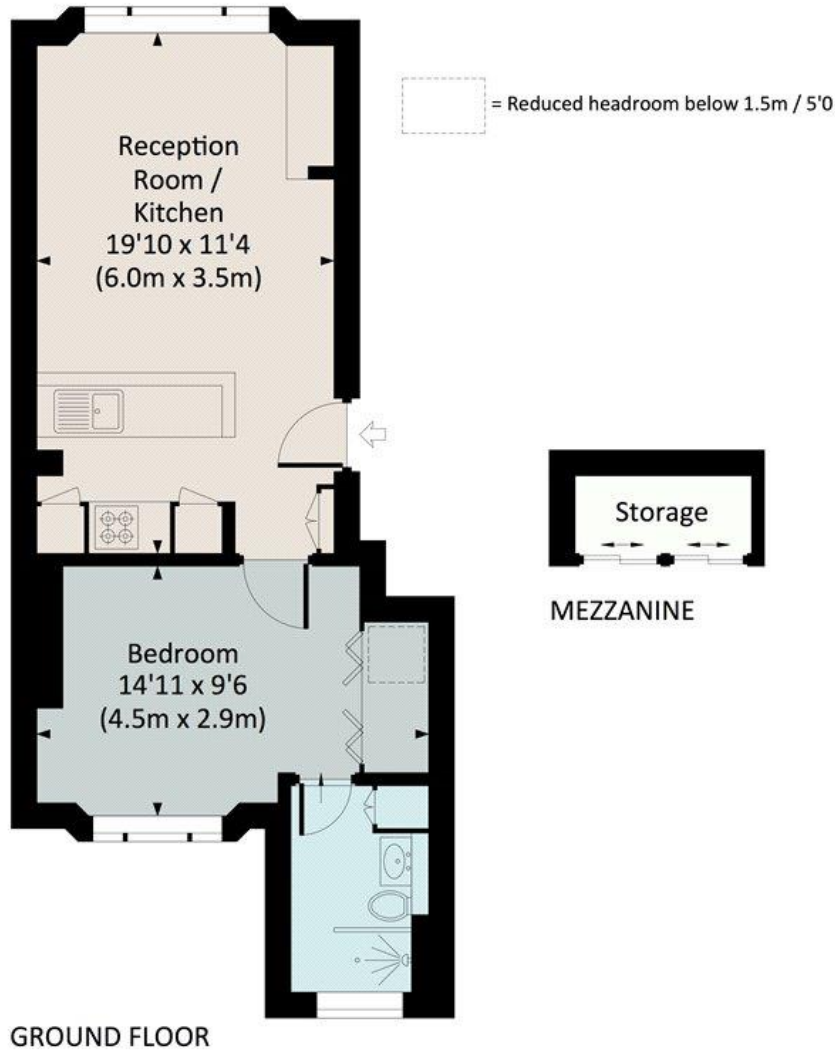 Reception
Room /
Kitchen
19'10 x 11'4
(6.0m x 3.5m)
= Reduced headroom below 1.5m / 5'0
Storage
MEZZANINE
Bedroom
14'11 x 9'6
(4.5m x 2.9m)
GROUND FLOOR